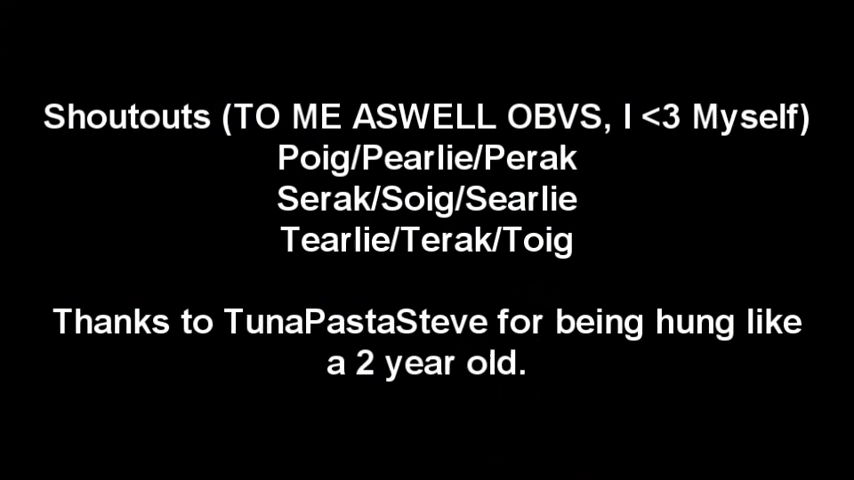 Shoutouts (TO ME ASWELL OBVS, I <3 Myself)
Poig/Pearlie/Perak
Serak/Soig/Searlie
Tearlie/Terak/Toig
Thanks to TunaPastaSteve for being hung like
a 2 year old.